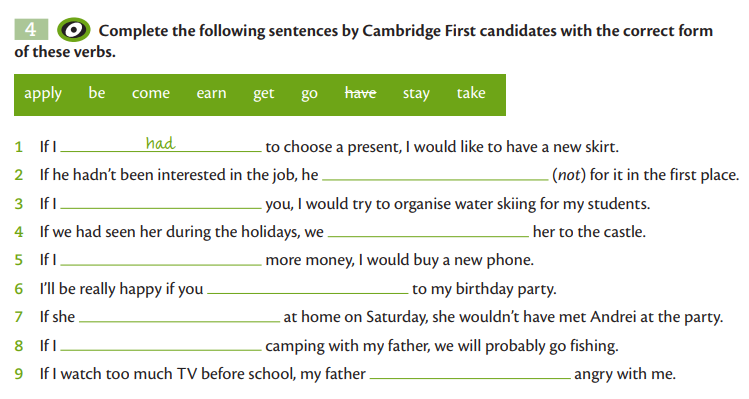 4 Complete the following sentences by Cambridge First candidates with the correct form
of these verbs.
apply be come earn get go have stay take
1 If I had to choose a present, I would like to have a new skirt.
2 If he hadn't been interested in the job, he (not) for it in the first place.
3 If I you, I would try to organise water skiing for my students.
4 If we had seen her during the holidays, we her to the castle.
5 If I more money, I would buy a new phone.
6 I'll be really happy if you to my birthday party.
7 If she at home on Saturday, she wouldn't have met Andrei at the party.
8 If I camping with my father, we will probably go fishing.
9 If I watch too much TV before school, my father angry with me.